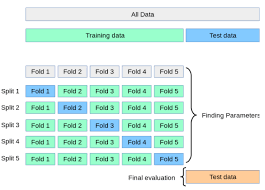 All Data
Training data Test data
Fold 1 Fold 2 Fold 3 Fold 4 Fold 5
Split 1 Fold 1 Fold 2 Fold 3 Fold 4 Fold 5
Split 2 Fold 1 Fold 2 Fold 3 Fold 4 Fold 5
Split 3 Fold 1 Fold 2 Fold 3 Fold 4 Fold 5
Finding Parameters
Split 4 Fold 1 Fold 2 Fold 3 Fold 4 Fold 5
Split 5 Fold 1 Fold 2 Fold 3 Fold 4 Fold 5
Final evaluation Test data